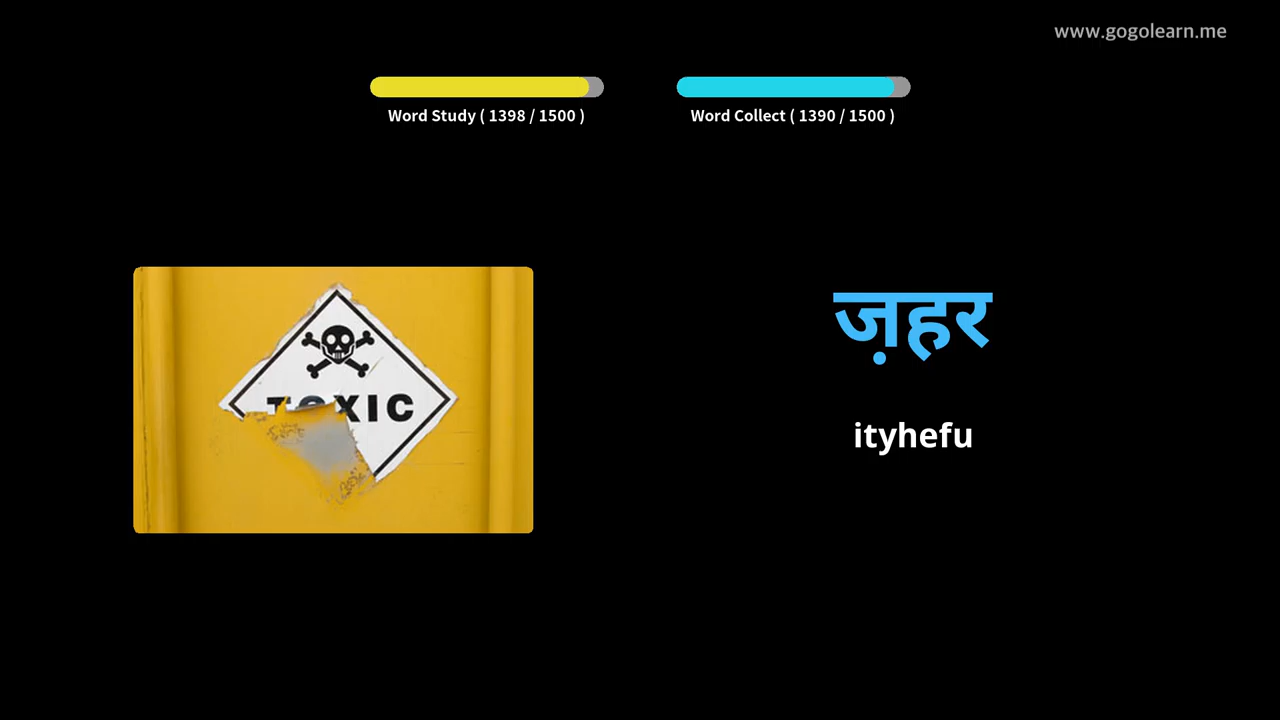 www.gogolearn.me
Word Study ( 1398 / 1500 )
Word Collect ( 1390 / 1500 )
TOXIC
ज़हर
ityhefu